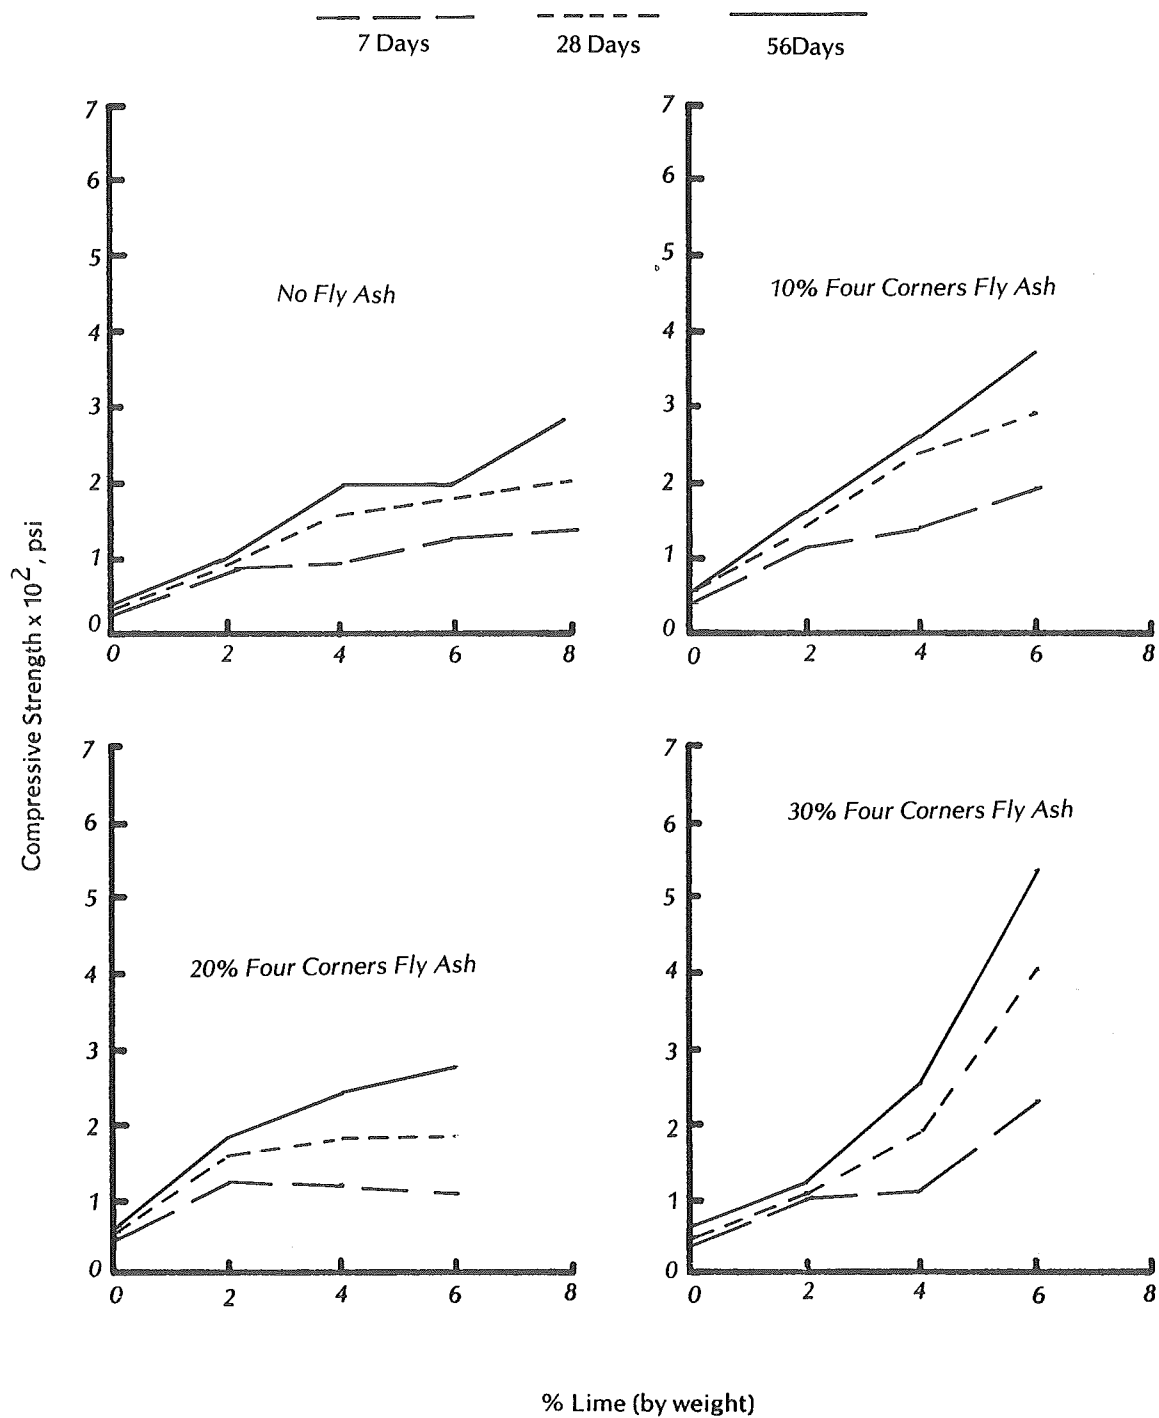 7 Days 28 Days 56Days
7
6
5
4
3
2
1
0
0 2 4 6 8
No Fly Ash
7
6
5
4
3
2
1
0
0 2 4 6 8
10% Four Corners Fly Ash
Compressive Strength x 10², psi
7
6
5
4
3
2
1
0
0 2 4 6 8
20% Four Corners Fly Ash
7
6
5
4
3
2
1
0
0 2 4 6 8
30% Four Corners Fly Ash
% Lime (by weight)